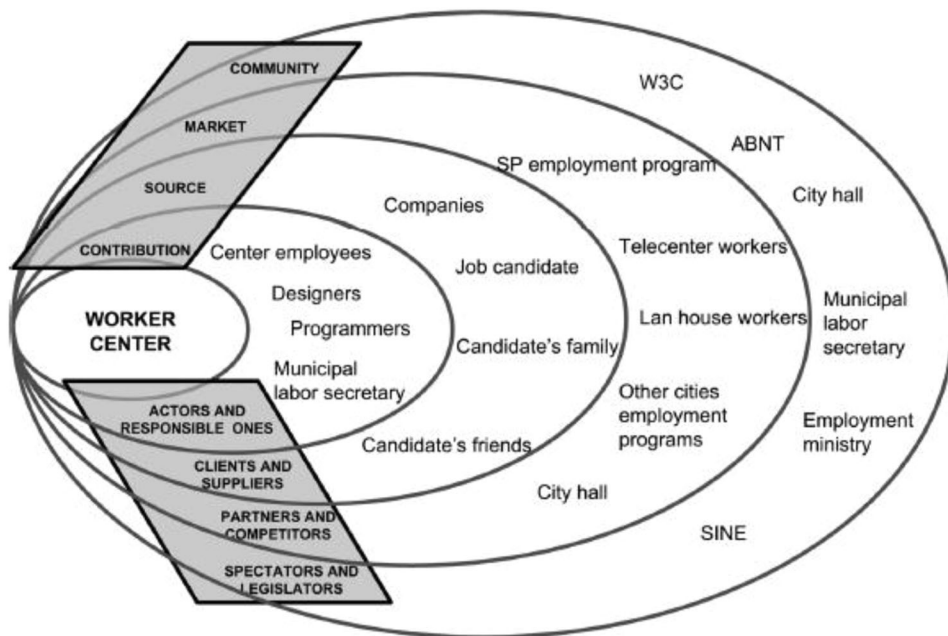 COMMUNITY
W3C
MARKET
ABNT
SP employment program
SOURCE
City hall
Companies
CONTRIBUTION
Center employees
Telecenter workers
Job candidate
Designers
WORKER
CENTER
Programmers
Lan house workers
Municipal
labor
secretary
Candidate's family
Municipal
labor secretary
Other cities
employment
programs
ACTORS AND
RESPONSIBLE ONES
Employment
ministry
Candidate's friends
CLIENTS AND
SUPPLIERS
City hall
PARTNERS AND
COMPETITORS
SINE
SPECTATORS AND
LEGISLATORS